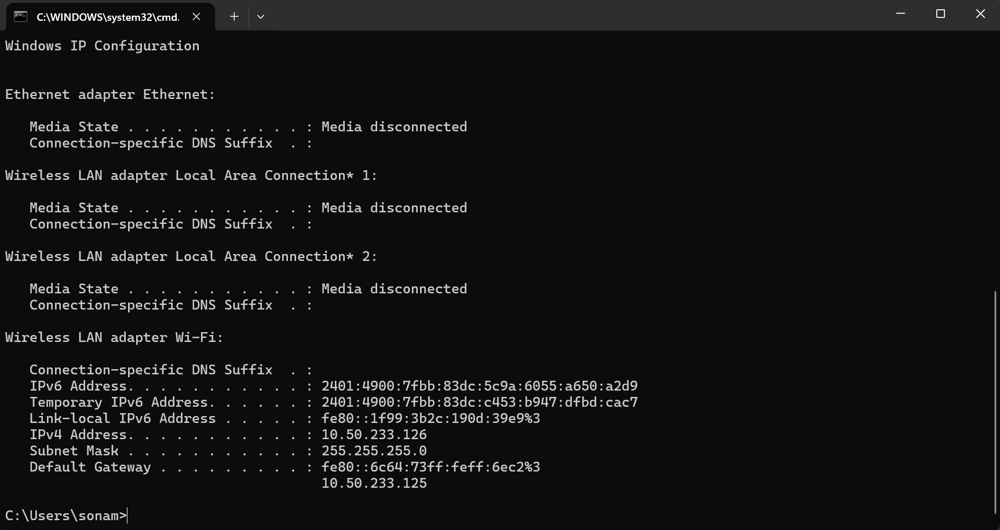 C:\WINDOWS\system32\cmd.
Windows IP Configuration
Ethernet adapter Ethernet:
Media State . . . . . . . . . . . : Media disconnected
Connection-specific DNS Suffix  . :
Wireless LAN adapter Local Area Connection* 1:
Media State . . . . . . . . . . . : Media disconnected
Connection-specific DNS Suffix  . :
Wireless LAN adapter Local Area Connection* 2:
Media State . . . . . . . . . . . : Media disconnected
Connection-specific DNS Suffix  . :
Wireless LAN adapter Wi-Fi:
Connection-specific DNS Suffix  . :
IPv6 Address. . . . . . . . . . . : 2401:4900:7fbb:83dc:5c9a:6055:a650:a2d9
Temporary IPv6 Address. . . . . . : 2401:4900:7fbb:83dc:c453:b947:dfbd:cac7
Link-local IPv6 Address . . . . . : fe80::1f99:3b2c:190d:39e9%3
IPv4 Address. . . . . . . . . . . : 10.50.233.126
Subnet Mask . . . . . . . . . . . : 255.255.255.0
Default Gateway . . . . . . . . . : fe80::6c64:73ff:feff:6ec2%3
10.50.233.125
C:\Users\sonam>